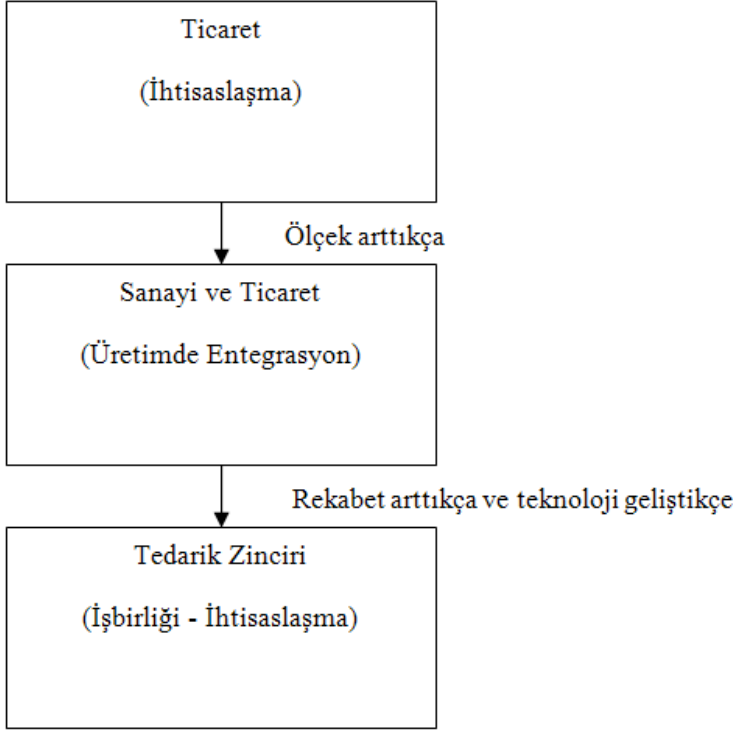 Ticaret
(İhtisaslaşma)
Ölçek arttıkça
Sanayi ve Ticaret
(Üretimde Entegrasyon)
Rekabet arttıkça ve teknoloji geliştikçe
Tedarik Zinciri
(İşbirliği - İhtisaslaşma)